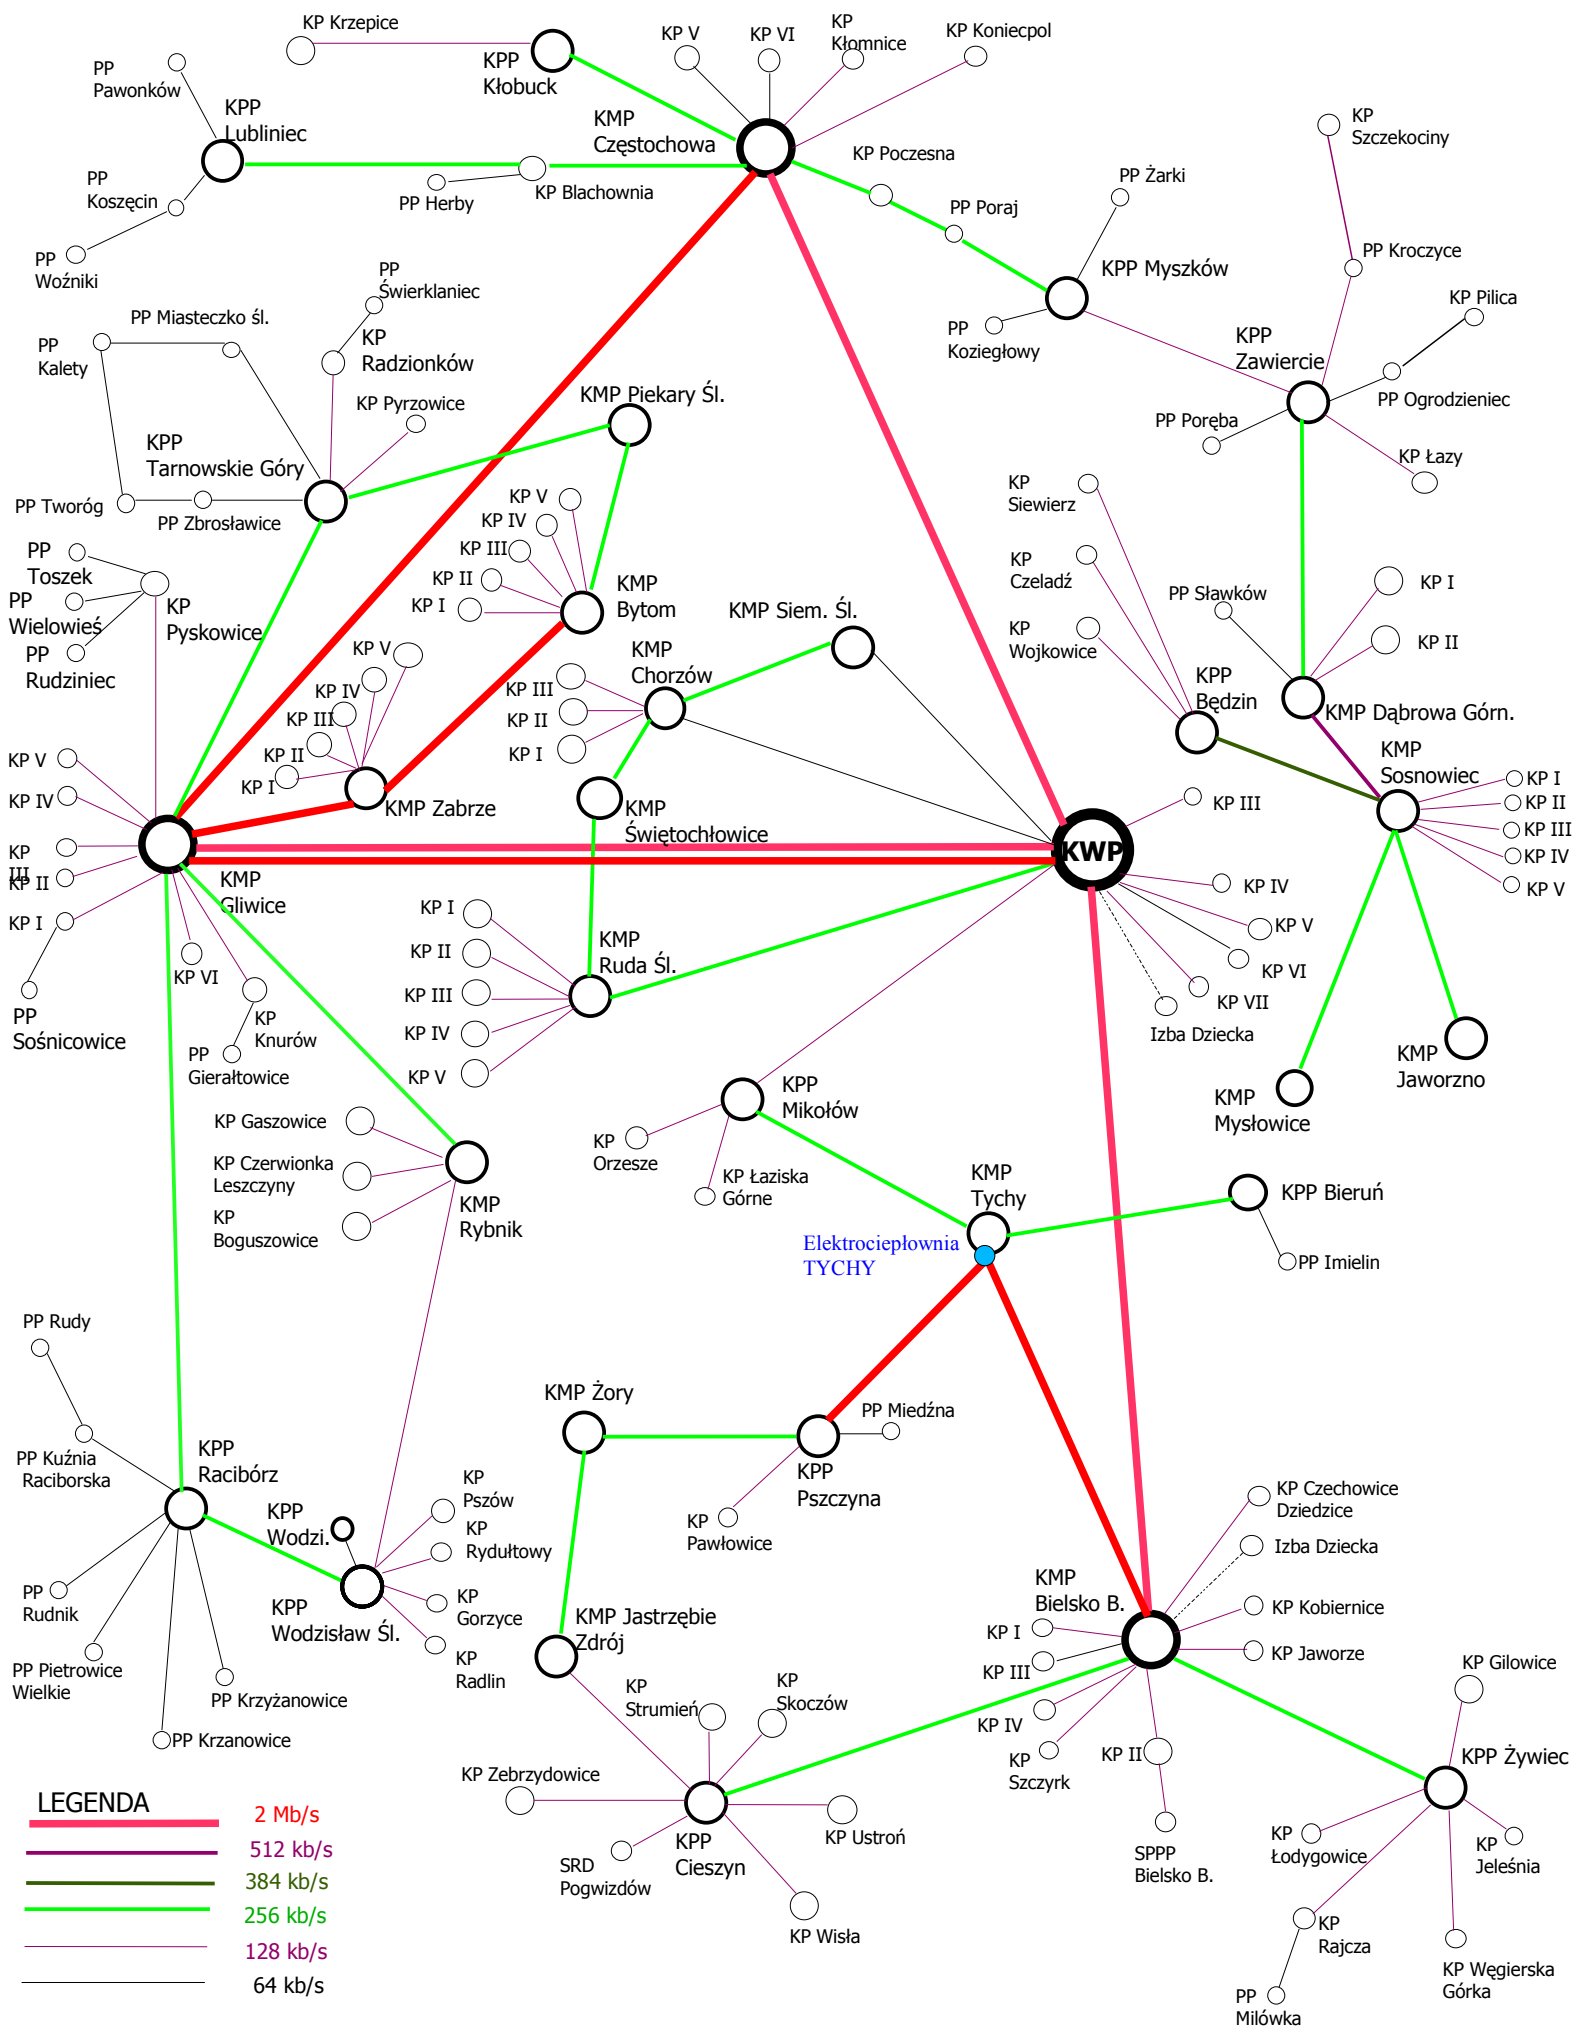 KP Krzepice
KPP
Kłobuck
KP V
KP VI
KP
Kłomnice
KP Koniecpol
PP
Pawonków
KPP
Lubliniec
KMP
Częstochowa
KP
Szczekociny
PP
Koszęcin
PP Herby
KP Blachownia
KP Poczesna
PP Żarki
PP Poraj
PP
Woźniki
PP
Świerklaniec
KPP Myszków
PP Kroczyce
PP Miasteczko śl.
PP
Kalety
KP
Radzionków
PP
Koziegłowy
KPP
Zawiercie
KP Pilica
KMP Piekary Śl.
KP Pyrzowice
PP Ogrodzieniec
PP Poręba
KPP
Tarnowskie Góry
KP Łazy
PP Tworóg
PP Zbrosławice
KP V
KP IV
KP III
KP II
KP I
KP
Siewierz
PP
Toszek
PP
Wielowieś
PP
Rudziniec
KP
Pyskowice
KMP
Bytom
KMP Siem. Śl.
KP
Czeladź
KP
Wojkowice
PP Sławków
KP I
KP II
KP V
KP IV
KP III
KP II
KP I
KMP
Chorzów
KP III
KP II
KP I
KPP
Będzin
KMP Dąbrowa Górn.
KMP
Sosnowiec
KP V
KP IV
KP
III
KP II
KP I
KMP Zabrze
KMP
Świętochłowice
KP III
KP I
KP II
KP III
KP IV
KP V
KWP
KMP
Gliwice
KP IV
KP V
KP VI
KP VII
Izba Dziecka
KP I
KP II
KP III
KP IV
KP V
KMP
Ruda Śl.
KP VI
PP
Sośnicowice
KP
Knurów
PP
Gierałtowice
KPP
Mikołów
KMP
Mysłowice
KMP
Jaworzno
KP Gaszowice
KP Czerwionka
Leszczyny
KP
Boguszowice
KMP
Rybnik
KP
Orzesze
KP Łaziska
Górne
KMP
Tychy
KPP Bieruń
Elektrociepłownia
TYCHY
PP Imielin
PP Rudy
KMP Żory
PP Miedźna
PP Kuźnia
Raciborska
KPP
Racibórz
KPP
Pszczyna
KP
Pawłowice
KPP
Wodzi.
KP
Pszów
KP
Rydułtowy
KP
Gorzyce
KP
Radlin
KP Czechowice
Dziedzice
Izba Dziecka
PP
Rudnik
KPP
Wodzisław Śl.
KMP Jastrzębie
Zdrój
KMP
Bielsko B.
KP Kobiernice
KP Jaworze
KP I
KP III
KP IV
KP
Szczyrk
KP II
PP Pietrowice
Wielkie
PP Krzyżanowice
PP Krzanowice
KP
Strumień
KP
Skoczów
KP Gilowice
KPP Żywiec
KP Zebrzydowice
KP Ustroń
SRD
Pogwizdów
KPP
Cieszyn
KP Wisła
SPPP
Bielsko B.
KP
Łodygowice
KP
Jeleśnia
KP
Rajcza
KP Węgierska
Górka
PP
Milówka
LEGENDA
2 Mb/s
512 kb/s
384 kb/s
256 kb/s
128 kb/s
64 kb/s